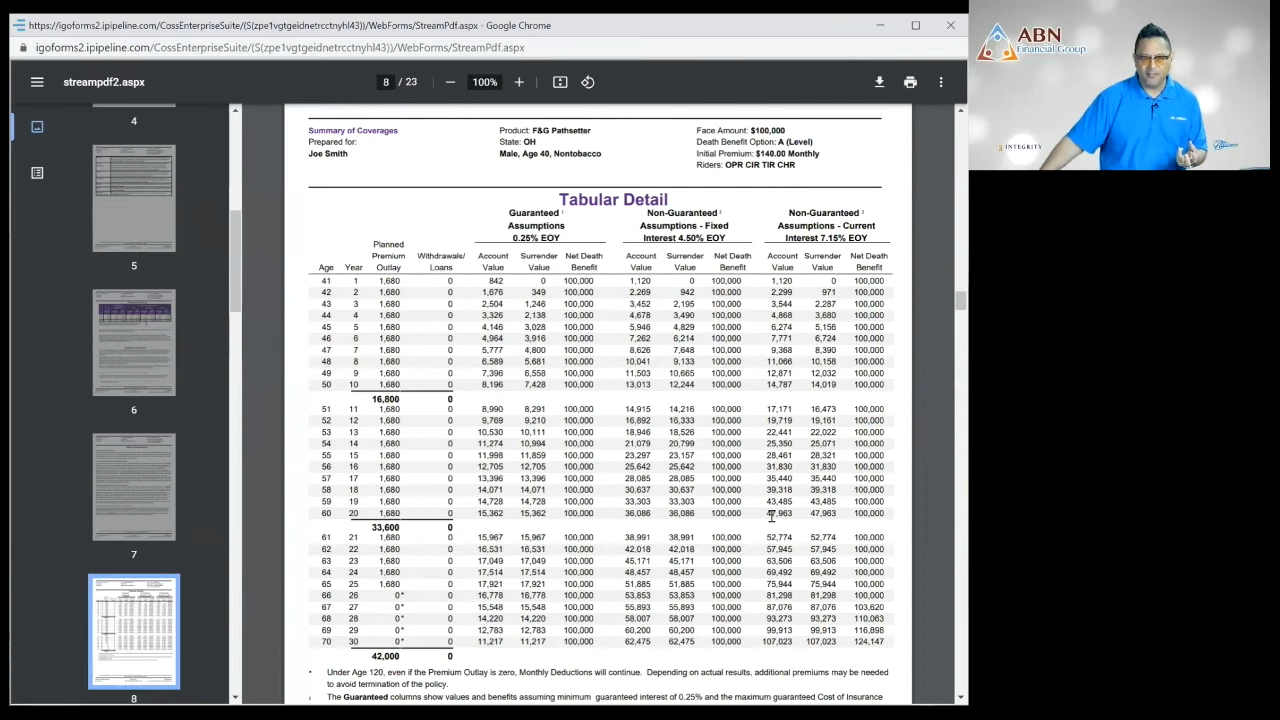 https://igoforms2.ipipeline.com/CossEnterpriseSuite/(S(zpe1vgtgeidnetrcctnyhl43))/WebForms/StreamPdf.aspx - Google Chrome
igoforms2.ipipeline.com/CossEnterpriseSuite/(S(zpe1vgtgeidnetrcctnyhl43))/WebForms/StreamPdf.aspx
streampdf2.aspx
8 / 23
100%
4
5
6
7
8
ABN
Financial Group
INTEGRITY
Summary of Coverages Product: F&G Pathsetter Face Amount: $100,000
Prepared for: State: OH Death Benefit Option: A (Level)
Joe Smith Male, Age 40, Nontobacco Initial Premium: $140.00 Monthly
Riders: OPR CIR TIR CHR
Tabular Detail
Guaranteed 1 Non-Guaranteed 2 Non-Guaranteed 3
Assumptions Assumptions - Fixed Assumptions - Current
0.25% EOY Interest 4.50% EOY Interest 7.15% EOY
Planned
Premium Withdrawals/ Account Surrender Net Death Account Surrender Net Death Account Surrender Net Death
Age Year Outlay Loans Value Value Benefit Value Value Benefit Value Value Benefit
41 1 1,680 0 842 0 100,000 1,120 0 100,000 1,120 0 100,000
42 2 1,680 0 1,676 349 100,000 2,269 942 100,000 2,299 971 100,000
43 3 1,680 0 2,504 1,246 100,000 3,452 2,195 100,000 3,544 2,287 100,000
44 4 1,680 0 3,326 2,138 100,000 4,678 3,490 100,000 4,868 3,680 100,000
45 5 1,680 0 4,146 3,028 100,000 5,946 4,829 100,000 6,274 5,156 100,000
46 6 1,680 0 4,964 3,916 100,000 7,262 6,214 100,000 7,771 6,724 100,000
47 7 1,680 0 5,777 4,800 100,000 8,626 7,648 100,000 9,368 8,390 100,000
48 8 1,680 0 6,589 5,681 100,000 10,041 9,133 100,000 11,066 10,158 100,000
49 9 1,680 0 7,396 6,558 100,000 11,503 10,665 100,000 12,871 12,032 100,000
50 10 1,680 0 8,196 7,428 100,000 13,013 12,244 100,000 14,787 14,019 100,000
16,800 0
51 11 1,680 0 8,990 8,291 100,000 14,915 14,216 100,000 17,171 16,473 100,000
52 12 1,680 0 9,769 9,210 100,000 16,892 16,333 100,000 19,719 19,161 100,000
53 13 1,680 0 10,530 10,111 100,000 18,946 18,526 100,000 22,441 22,022 100,000
54 14 1,680 0 11,274 10,994 100,000 21,079 20,799 100,000 25,350 25,071 100,000
55 15 1,680 0 11,998 11,859 100,000 23,297 23,157 100,000 28,461 28,321 100,000
56 16 1,680 0 12,705 12,705 100,000 25,642 25,642 100,000 31,830 31,830 100,000
57 17 1,680 0 13,396 13,396 100,000 28,085 28,085 100,000 35,440 35,440 100,000
58 18 1,680 0 14,071 14,071 100,000 30,637 30,637 100,000 39,318 39,318 100,000
59 19 1,680 0 14,728 14,728 100,000 33,303 33,303 100,000 43,485 43,485 100,000
60 20 1,680 0 15,362 15,362 100,000 36,086 36,086 100,000 47,963 47,963 100,000
33,600 0
61 21 1,680 0 15,967 15,967 100,000 38,991 38,991 100,000 52,774 52,774 100,000
62 22 1,680 0 16,531 16,531 100,000 42,018 42,018 100,000 57,945 57,945 100,000
63 23 1,680 0 17,049 17,049 100,000 45,171 45,171 100,000 63,506 63,506 100,000
64 24 1,680 0 17,514 17,514 100,000 48,457 48,457 100,000 69,492 69,492 100,000
65 25 1,680 0 17,921 17,921 100,000 51,885 51,885 100,000 75,944 75,944 100,000
66 26 0* 0 16,778 16,778 100,000 53,853 53,853 100,000 81,298 81,298 100,000
67 27 0* 0 15,548 15,548 100,000 55,893 55,893 100,000 87,076 87,076 103,620
68 28 0* 0 14,220 14,220 100,000 58,007 58,007 100,000 93,273 93,273 110,063
69 29 0* 0 12,783 12,783 100,000 60,200 60,200 100,000 99,913 99,913 116,898
70 30 0* 0 11,217 11,217 100,000 62,475 62,475 100,000 107,023 107,023 124,147
42,000 0
* Under Age 120, even if the Premium Outlay is zero, Monthly Deductions will continue. Depending on actual results, additional premiums may be needed
to avoid termination of the policy.
The Guaranteed columns show values and benefits assuming minimum guaranteed interest of 0.25% and the maximum guaranteed Cost of Insurance